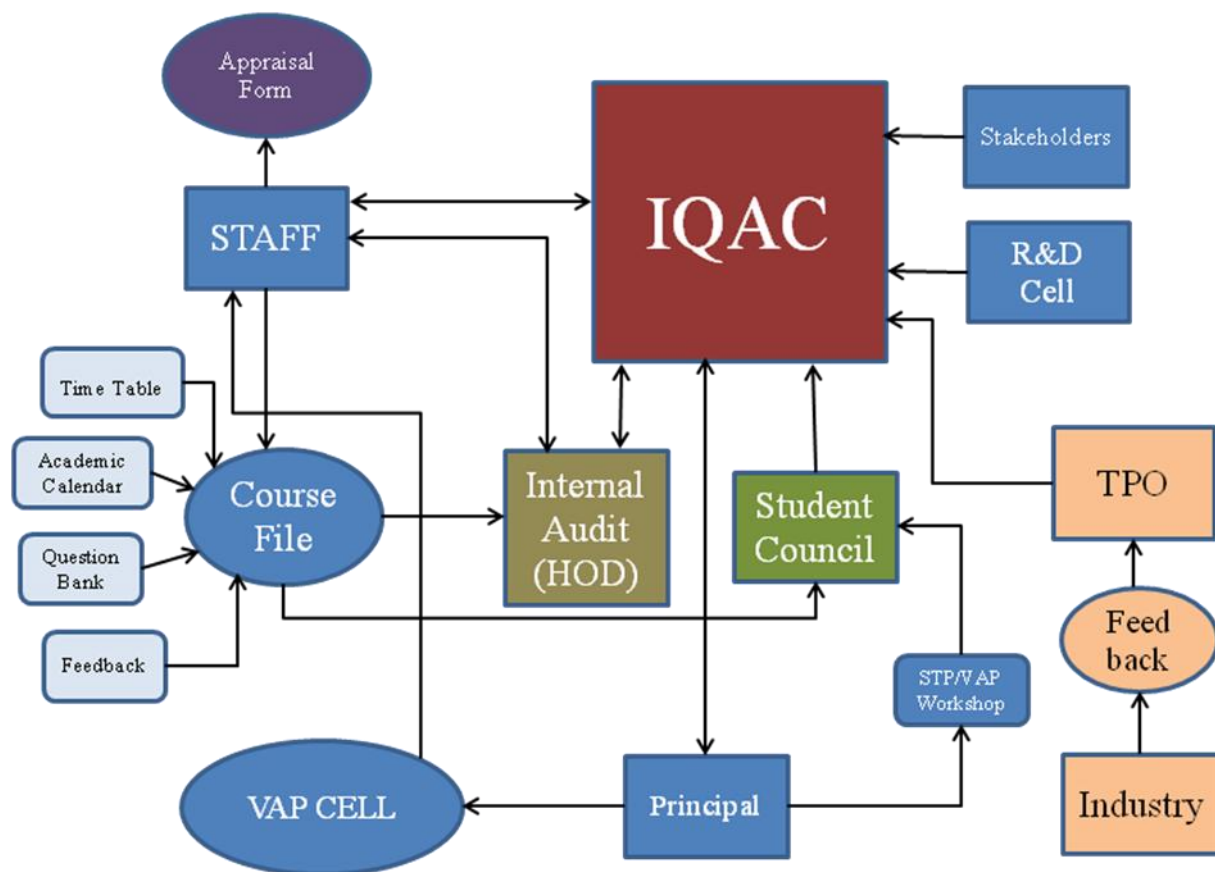 Appraisal
Form
IQAC
Stakeholders
STAFF
R&D
Cell
Time Table
Academic
Calendar
Course
File
Internal
Audit
(HOD)
Student
Council
TPO
Question
Bank
Feedback
Feed
back
STP/VAP
Workshop
VAP CELL
Principal
Industry